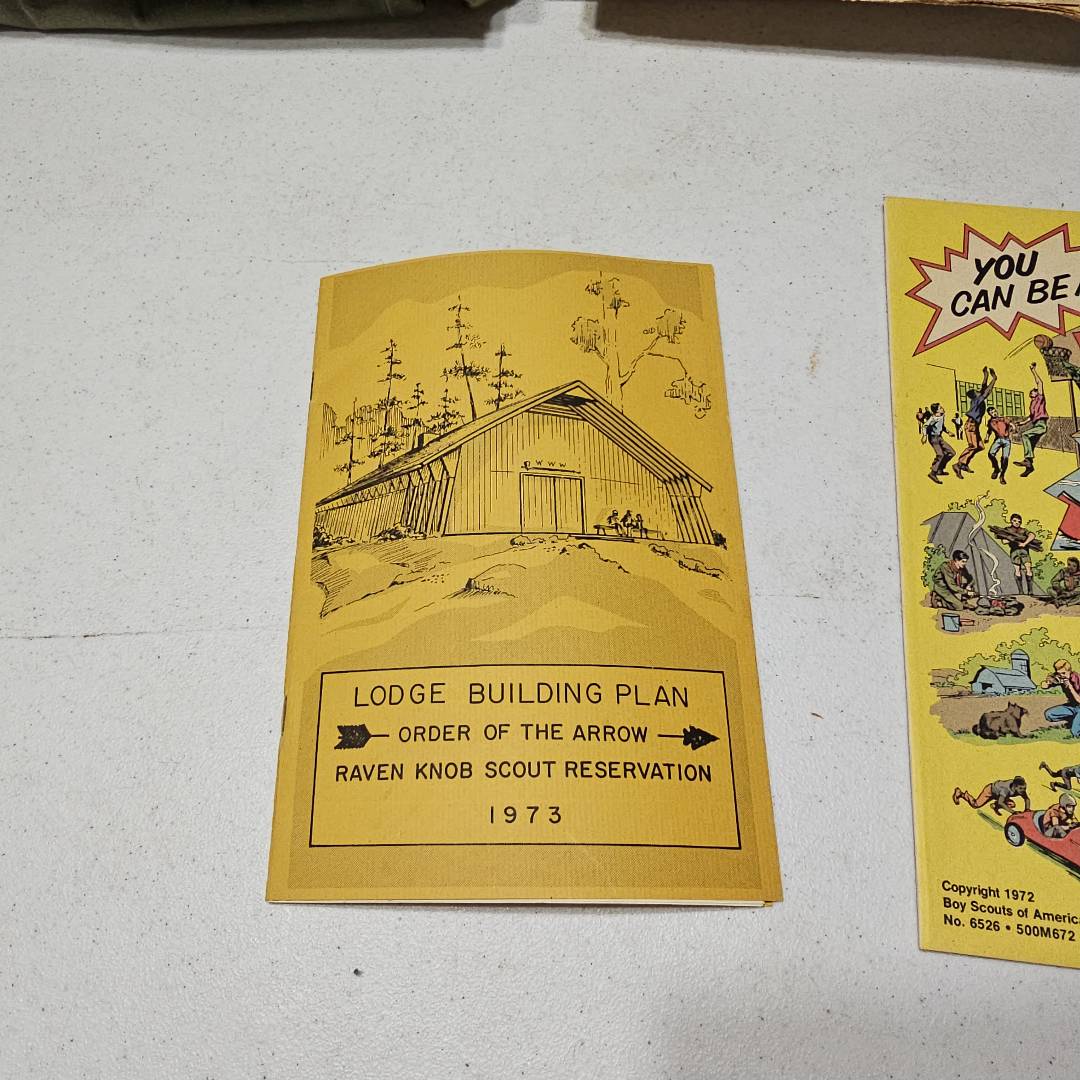 WWW
LODGE BUILDING PLAN
ORDER OF THE ARROW
RAVEN KNOB SCOUT RESERVATION
1973
YOU
CAN BE
Copyright 1972
Boy Scouts of America
No. 6526 • 500M672